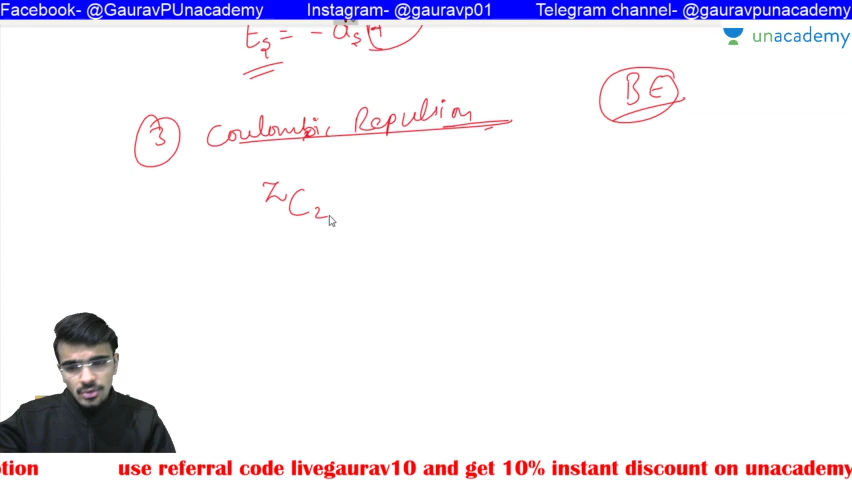 Facebook- @GauravPUnacademy Instagram- @gauravp01 Telegram channel- @gauravpunacademy
unacademy
E_s = - a_s
BE
3 Coulombic Repulsion
ᶻC₂
ption use referral code livegaurav10 and get 10% instant discount on unacademy